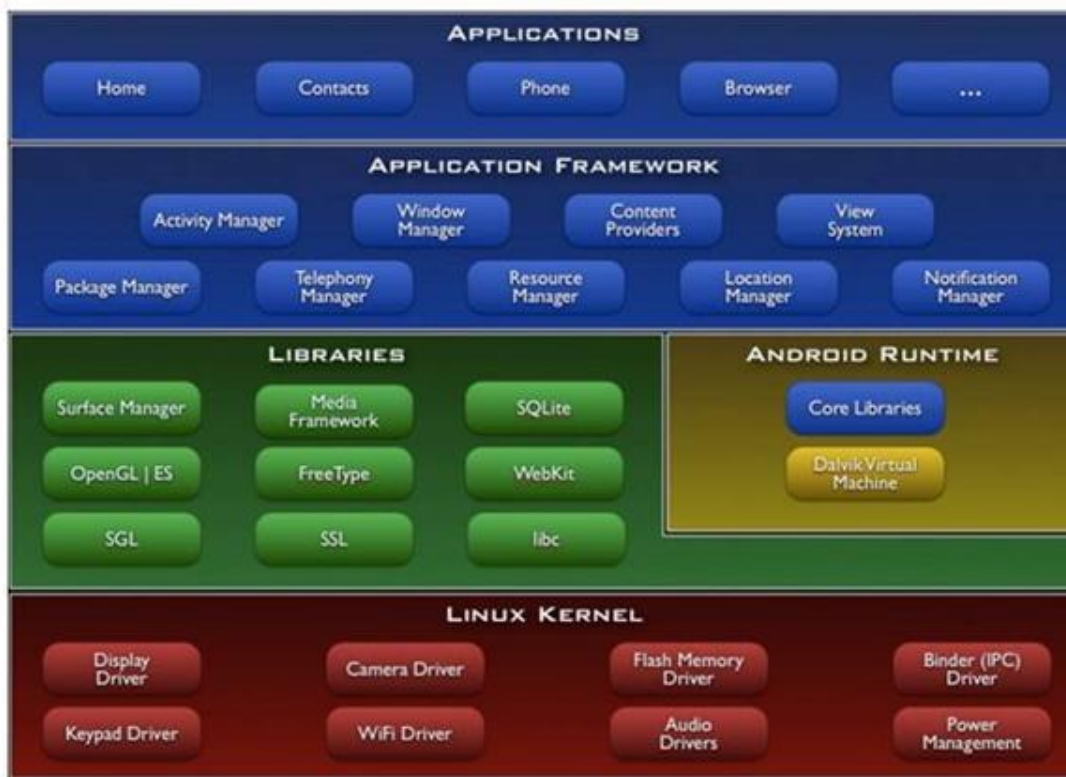 APPLICATIONS
Home
Contacts
Phone
Browser
...
APPLICATION FRAMEWORK
Activity Manager
Window
Manager
Content
Providers
View
System
Package Manager
Telephony
Manager
Resource
Manager
Location
Manager
Notification
Manager
LIBRARIES
Surface Manager
Media
Framework
SQLite
OpenGL | ES
FreeType
WebKit
SGL
SSL
libc
ANDROID RUNTIME
Core Libraries
Dalvik Virtual
Machine
LINUX KERNEL
Display
Driver
Camera Driver
Flash Memory
Driver
Binder (IPC)
Driver
Keypad Driver
WiFi Driver
Audio
Drivers
Power
Management